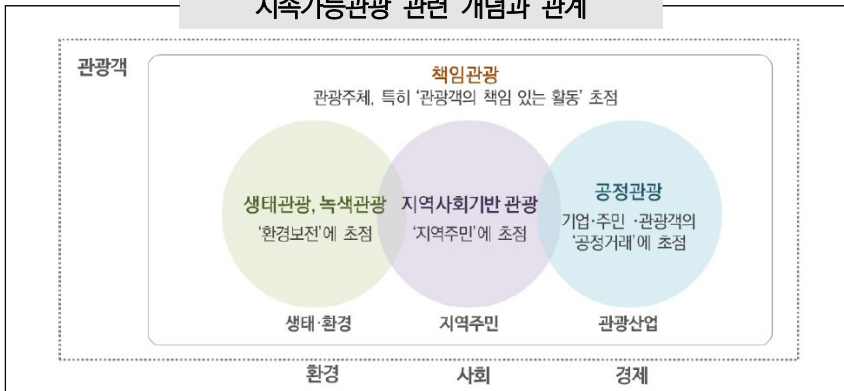 지속가능관광 관련 개념과 관계
관광객
책임관광
관광주체, 특히 ‘관광객의 책임 있는 활동’ 초점
생태관광, 녹색관광
‘환경보전’에 초점
지역사회기반 관광
‘지역주민’에 초점
공정관광
기업·주민 ·관광객의
‘공정거래’에 초점
생태·환경
지역주민
관광산업
환경
사회
경제